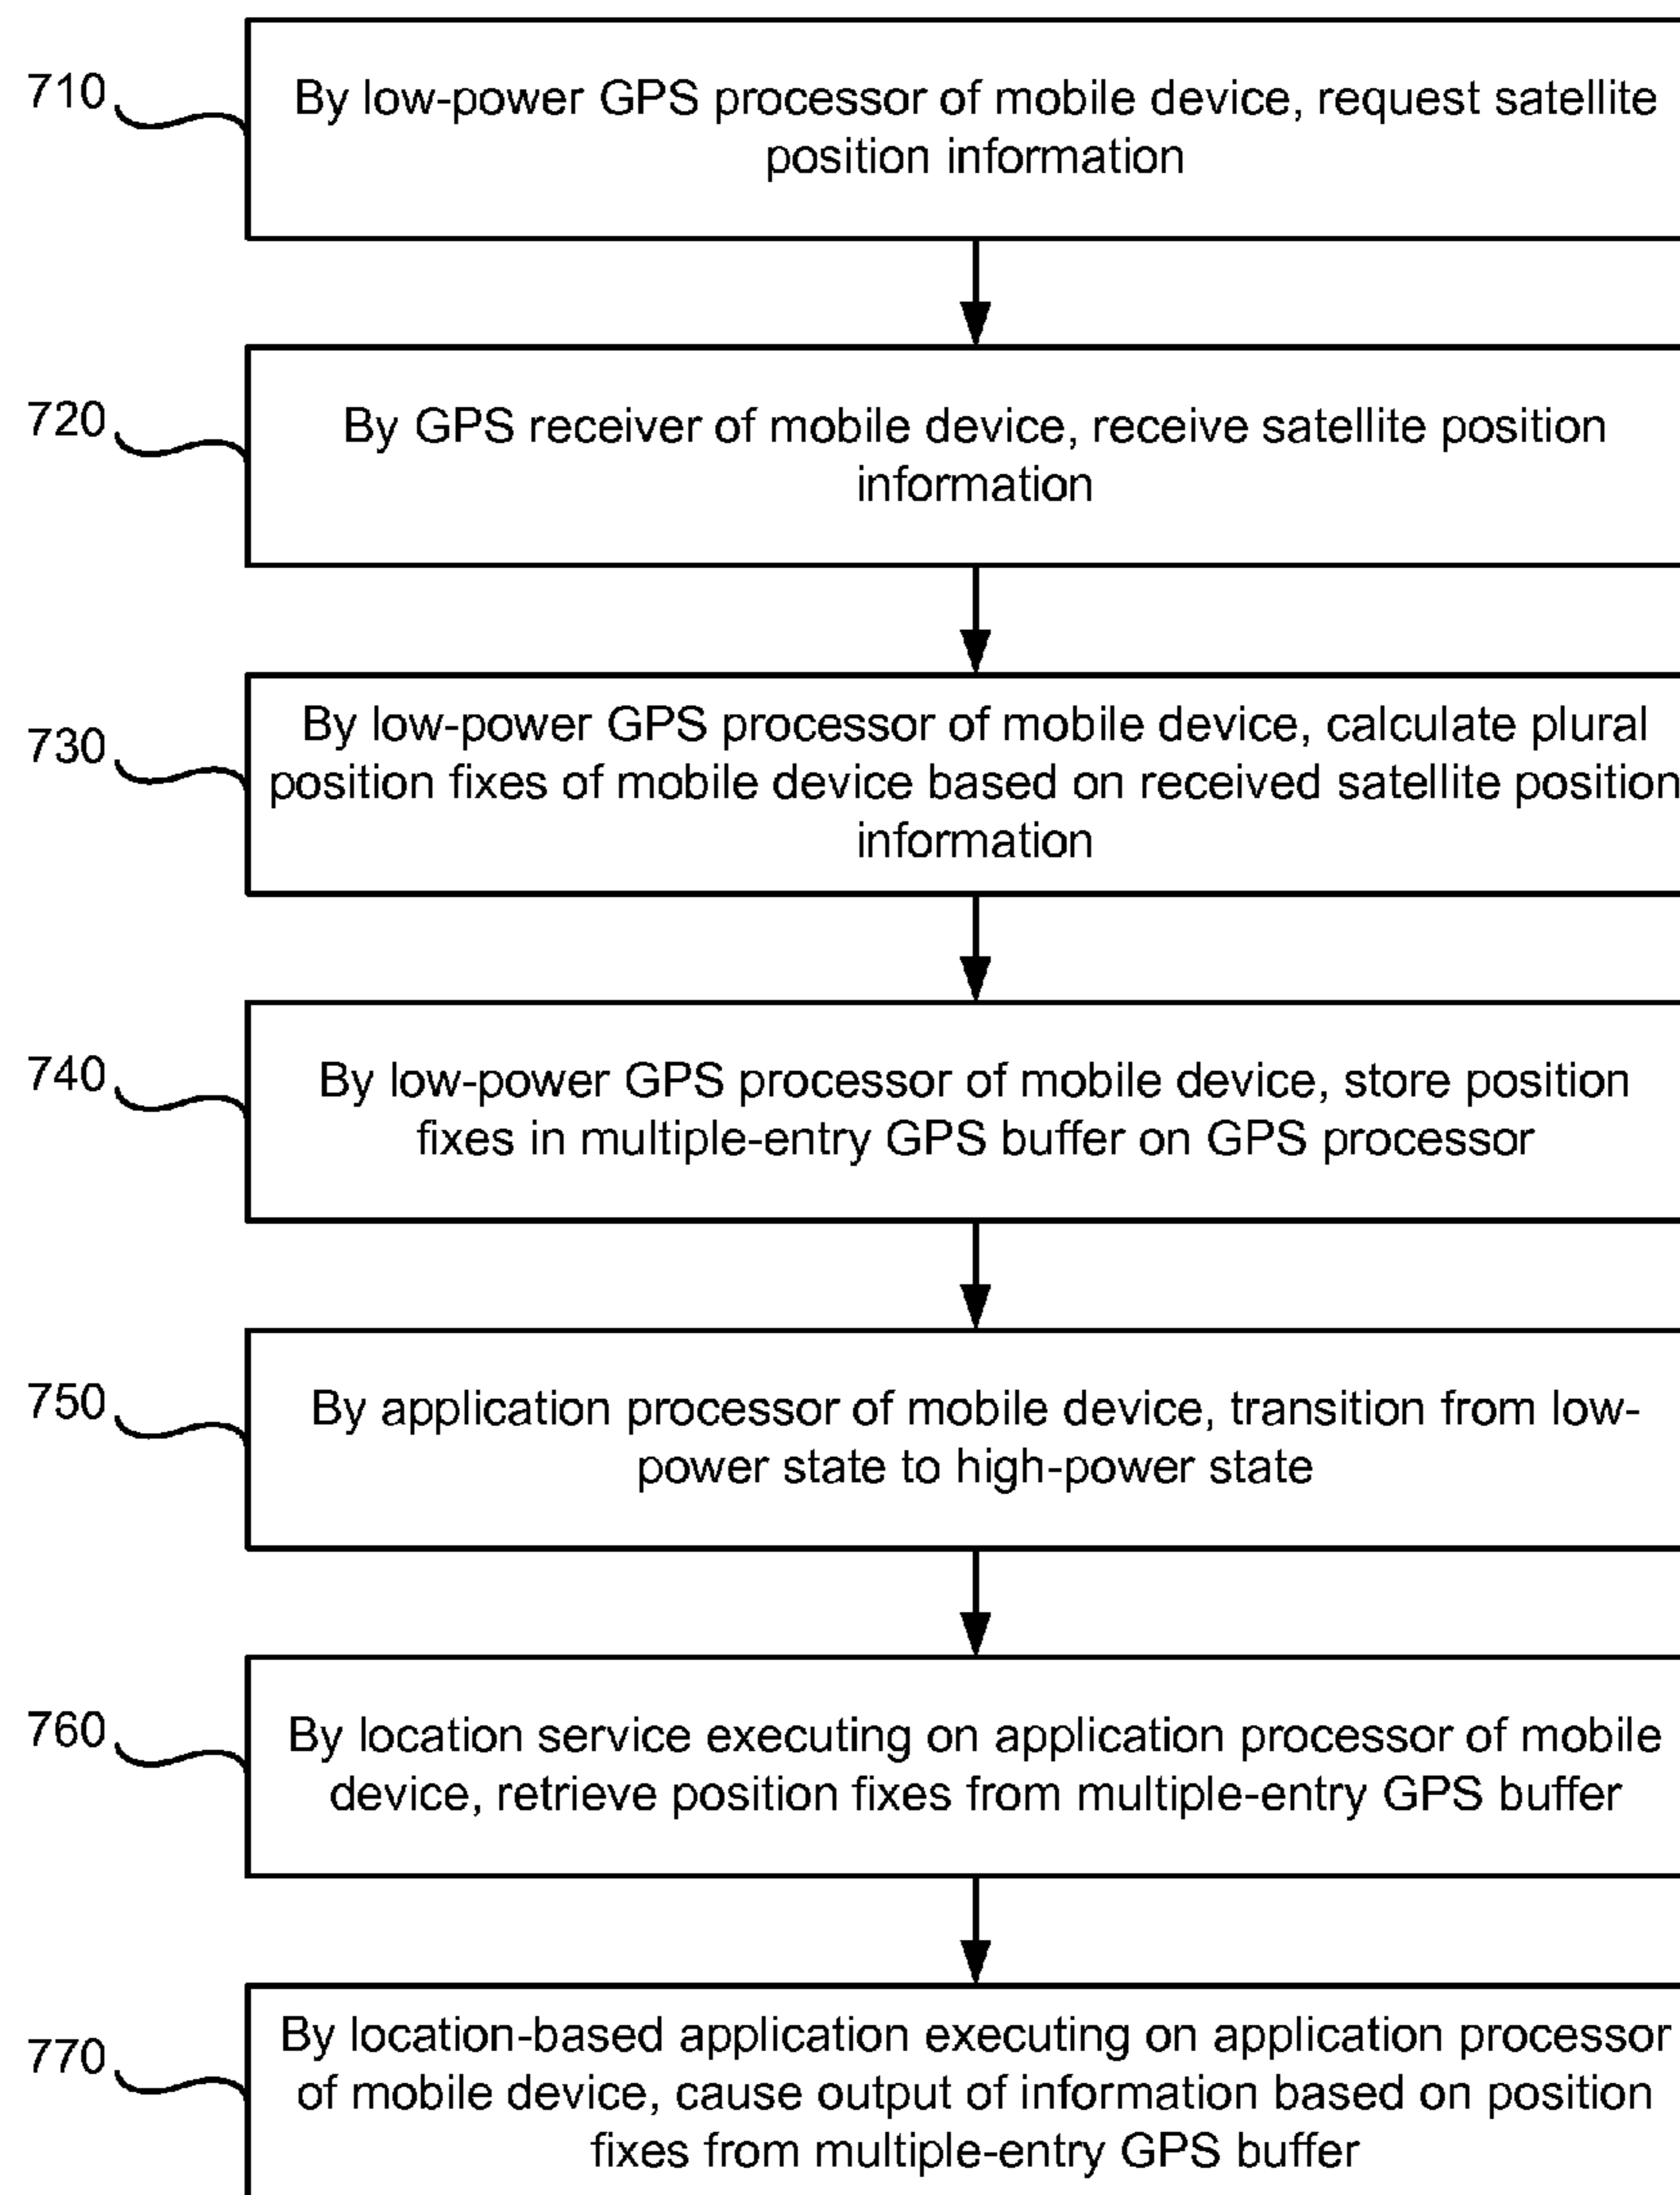 710
By low-power GPS processor of mobile device, request satellite
position information
720
By GPS receiver of mobile device, receive satellite position
information
730
By low-power GPS processor of mobile device, calculate plural
position fixes of mobile device based on received satellite position
information
740
By low-power GPS processor of mobile device, store position
fixes in multiple-entry GPS buffer on GPS processor
750
By application processor of mobile device, transition from low-
power state to high-power state
760
By location service executing on application processor of mobile
device, retrieve position fixes from multiple-entry GPS buffer
770
By location-based application executing on application processor
of mobile device, cause output of information based on position
fixes from multiple-entry GPS buffer